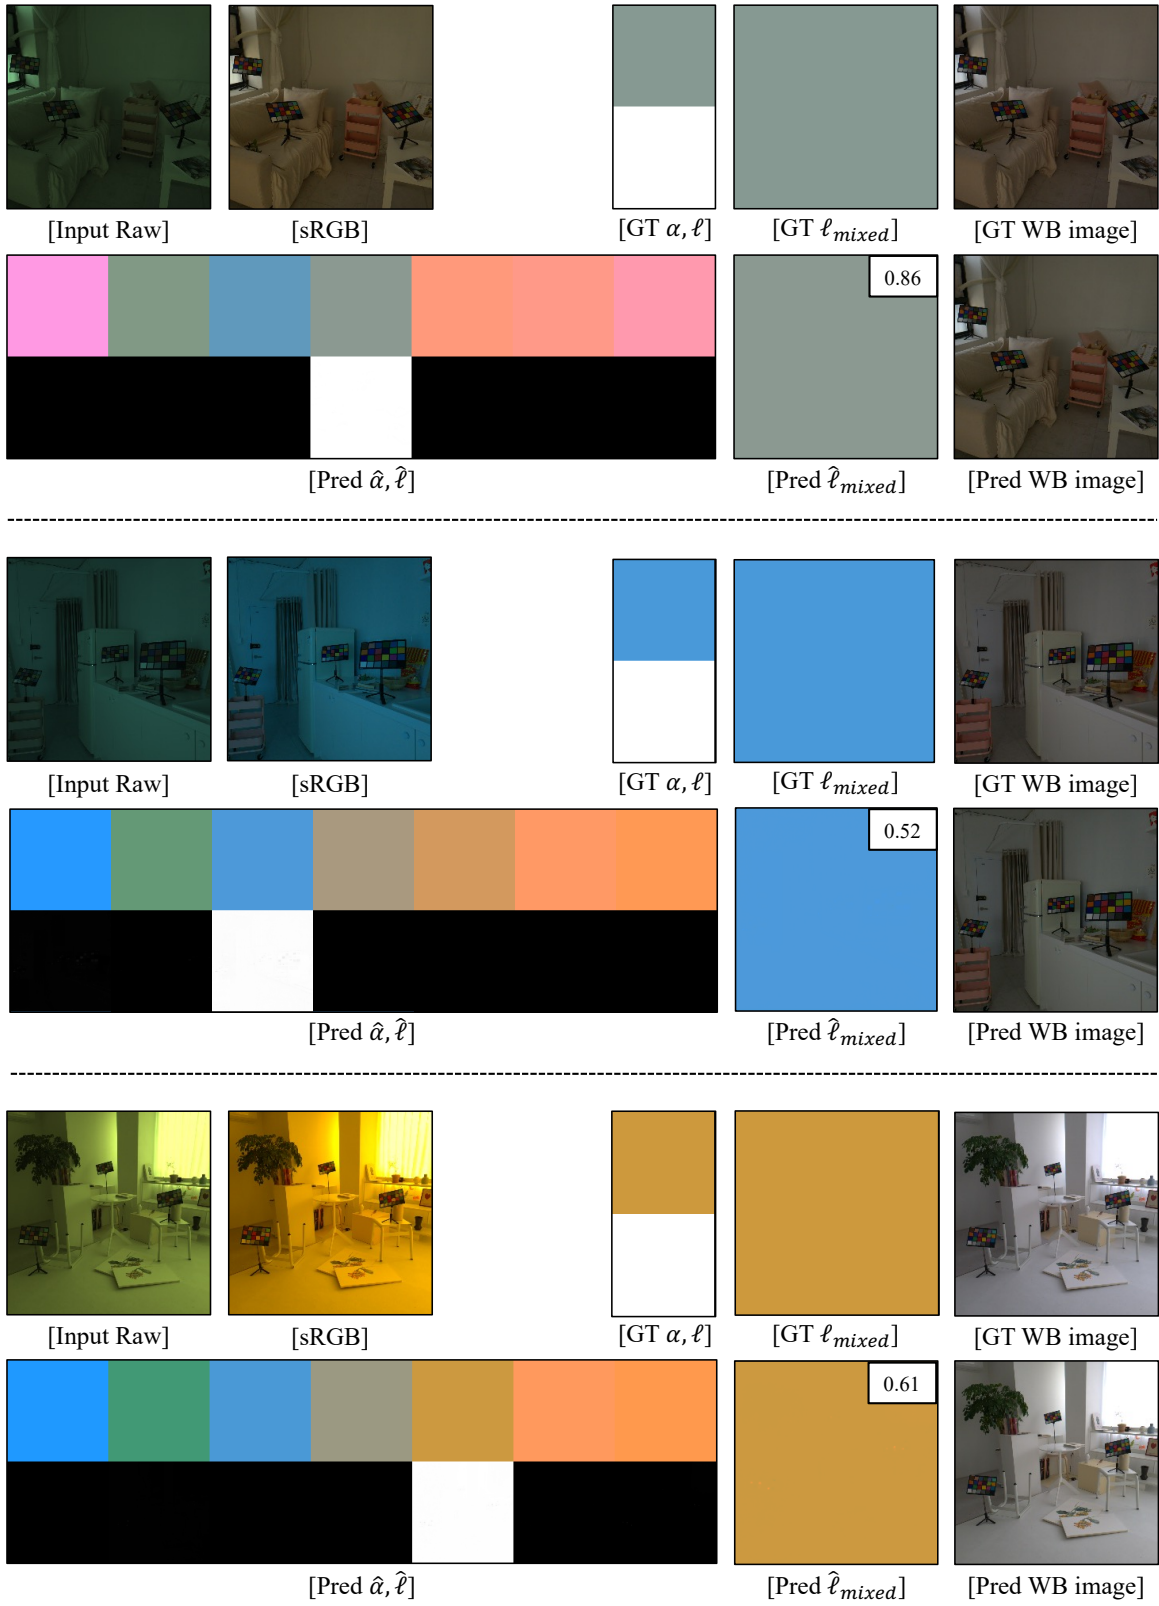 [Input Raw] [sRGB] [GT α, ℓ] [GT ℓ_mixed] [GT WB image]
0.86
[Pred α̂, ℓ̂] [Pred ℓ̂_mixed] [Pred WB image]
[Input Raw] [sRGB] [GT α, ℓ] [GT ℓ_mixed] [GT WB image]
0.52
[Pred α̂, ℓ̂] [Pred ℓ̂_mixed] [Pred WB image]
[Input Raw] [sRGB] [GT α, ℓ] [GT ℓ_mixed] [GT WB image]
0.61
[Pred α̂, ℓ̂] [Pred ℓ̂_mixed] [Pred WB image]